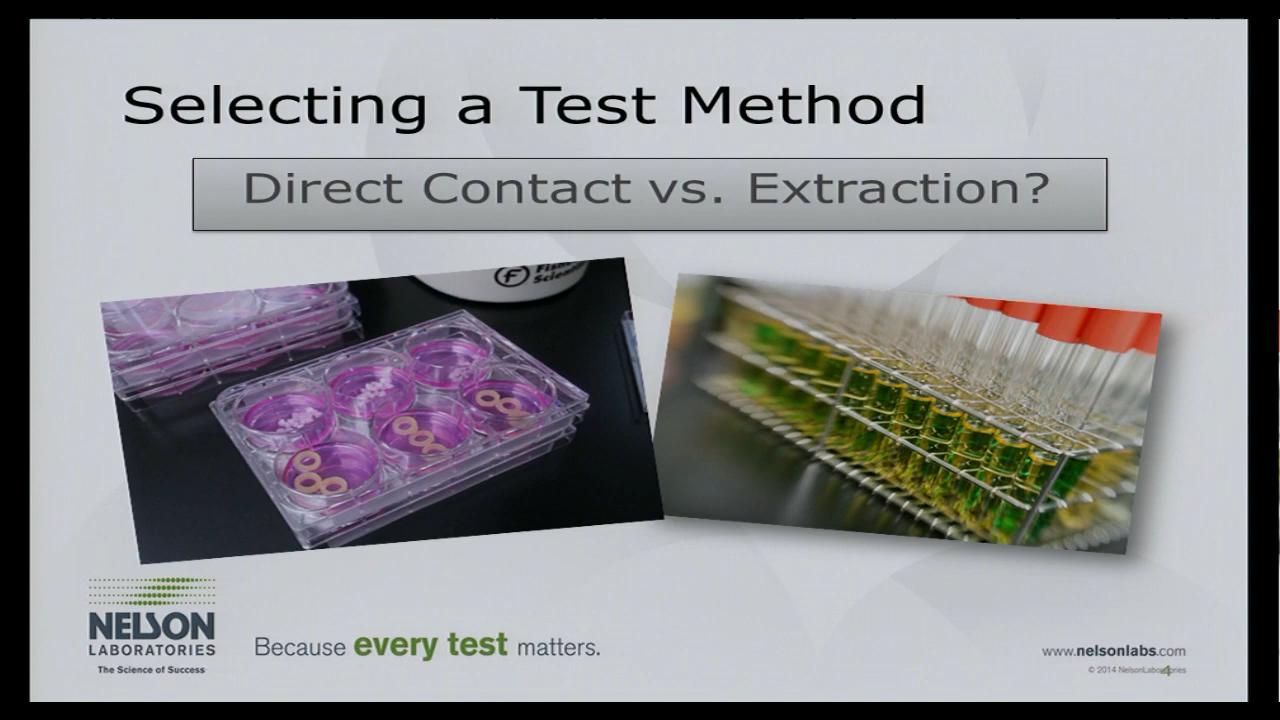 Selecting a Test Method
Direct Contact vs. Extraction?
NELSON
LABORATORIES
The Science of Success
Because every test matters.
www.nelsonlabs.com
© 2014 NelsonLaboratories
4